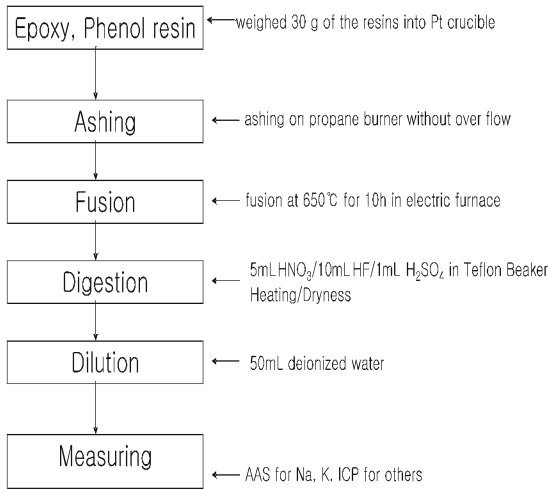 Epoxy, Phenol resin
weighed 30 g of the resins into Pt crucible
Ashing
ashing on propane burner without over flow
Fusion
fusion at 650℃ for 10h in electric furnace
Digestion
5mL HNO₃/10mL HF/1mL H₂SO₄ in Teflon Beaker
Heating/Dryness
Dilution
50mL deionized water
Measuring
AAS for Na, K. ICP for others